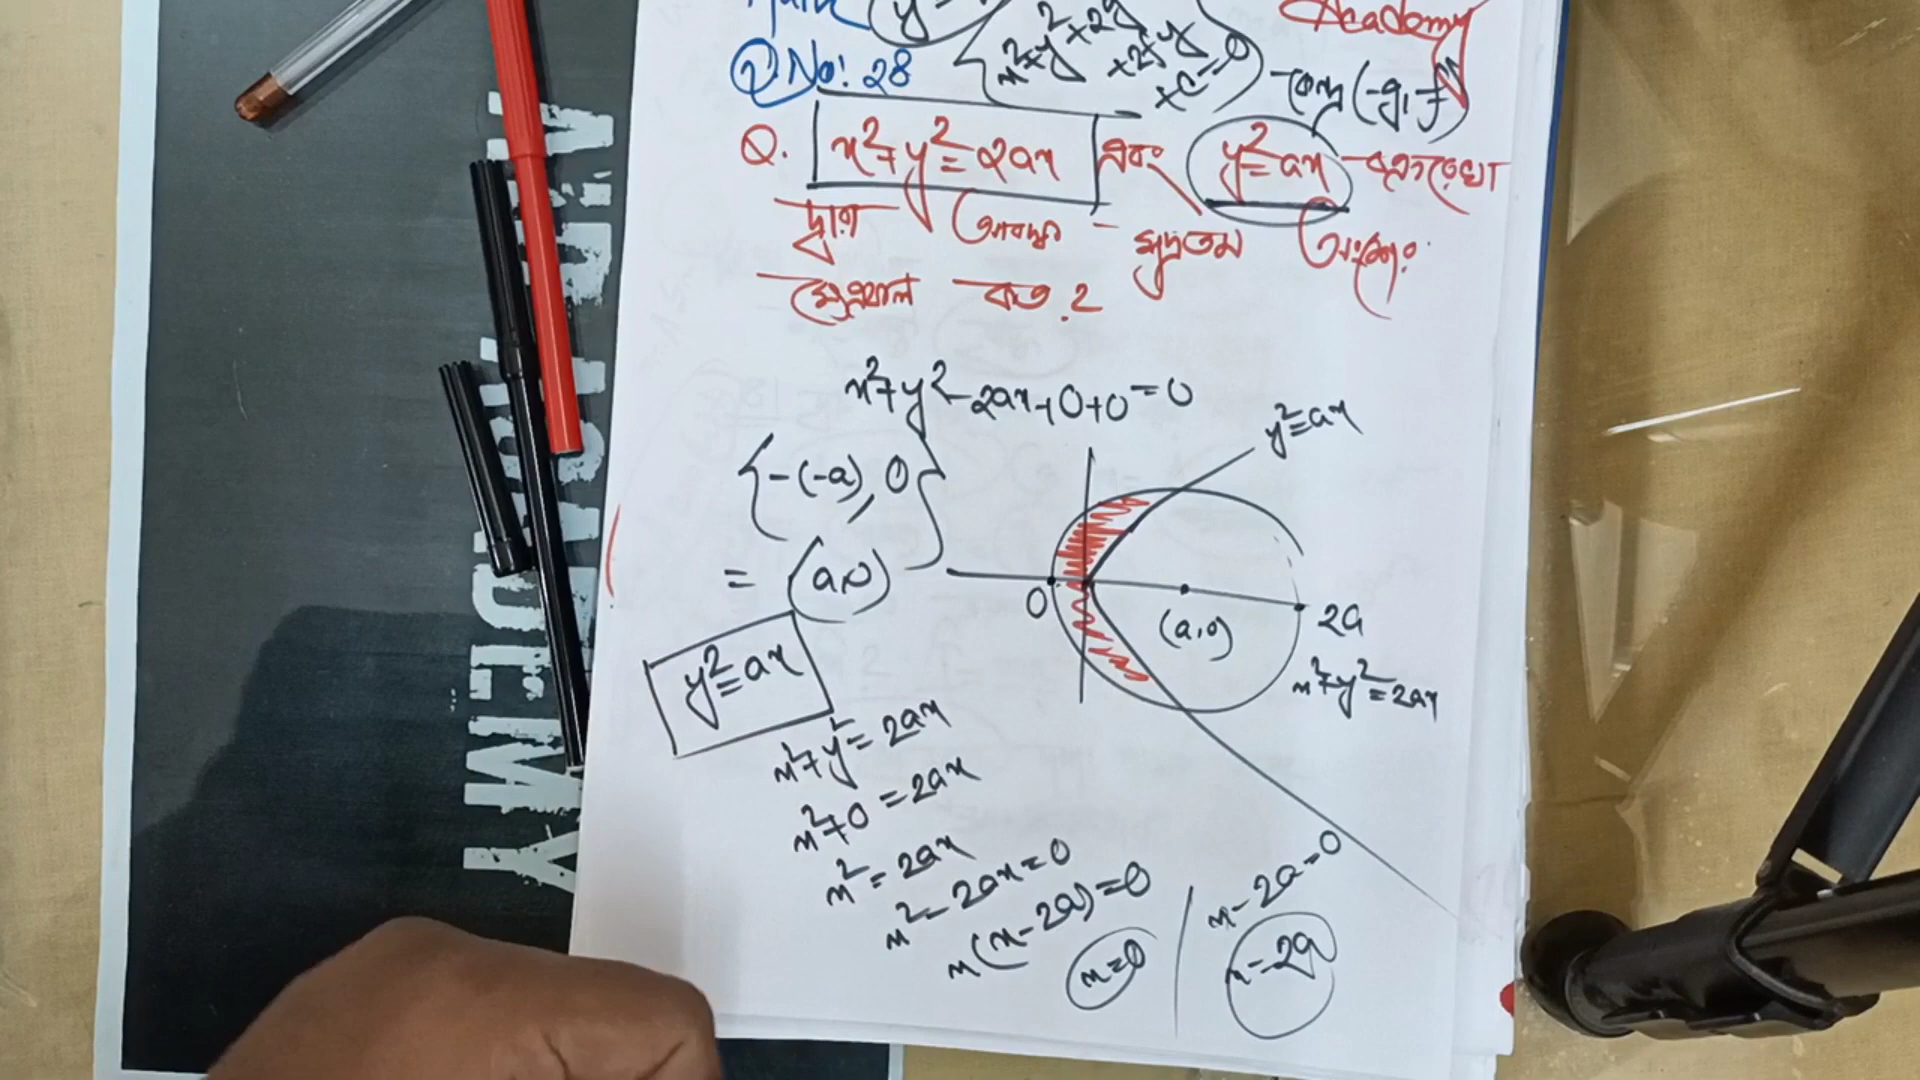 y =
x²+y²+2gx
+2fy
+c=0
Academy
Q No: 28
কেন্দ্র (-g, -f)
Q. x²+y²=2ax এবং y²=ax বক্ররেখা
দ্বারা আবদ্ধ ক্ষুদ্রতম অংশের
ক্ষেত্রফল কত?
x²+y²-2ax+0+0=0
{-(-a), 0}
= (a,0)
y²=ax
x²+y²=2ax
x²+0=2ax
x²=2ax
x²-2ax=0
x(x-2a)=0
x=0
x-2a=0
x=2a
y²=ax
0
(a,0)
2a
x²+y²=2ax
ACADEMY